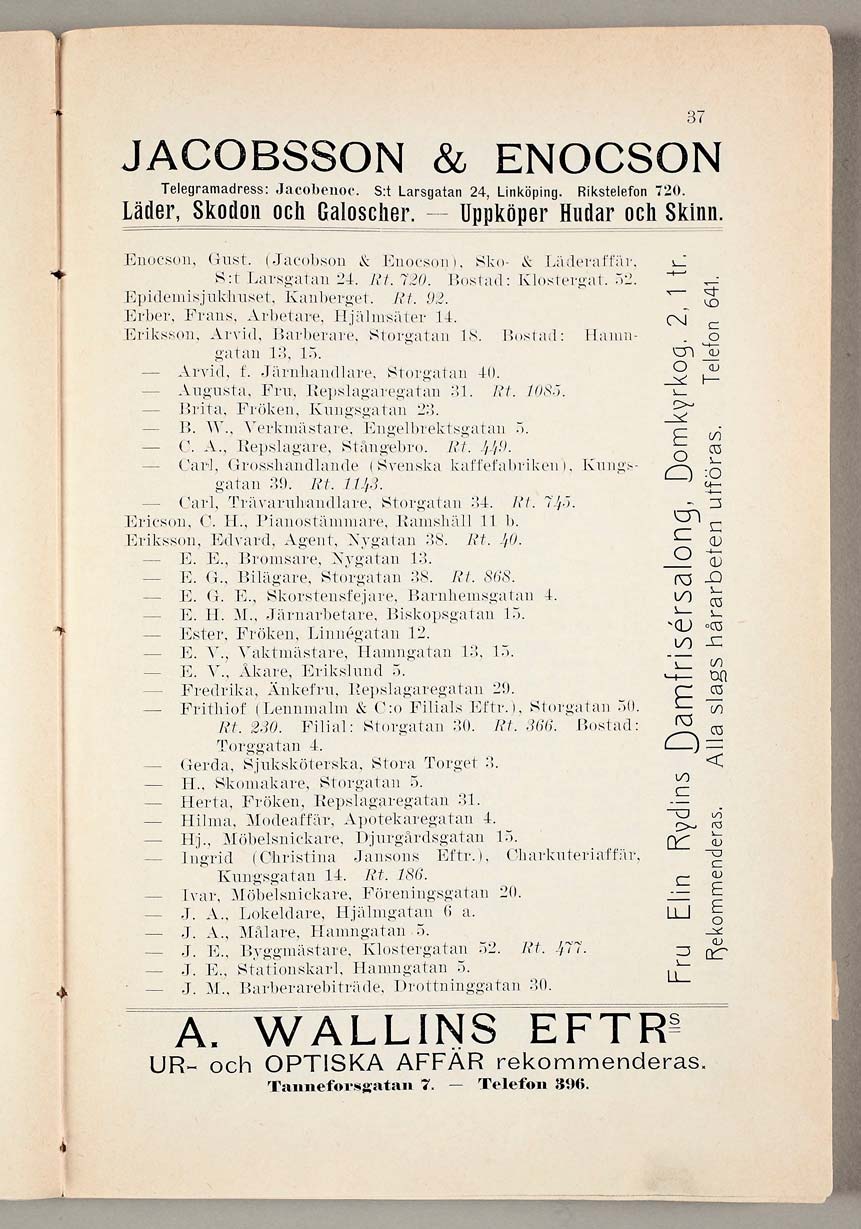 37
JACOBSSON & ENOCSON
Telegramadress: Jacobenoc. S:t Larsgatan 24, Linköping. Rikstelefon 720.
Läder, Skodon och Galoscher. — Uppköper Hudar och Skinn.
Enocson, Gust. (Jacobson & Enocson), Sko- & Läderaffär,
S:t Larsgatan 24. Rt. 720. Bostad: Klostergat. 52.
Epidemisjukhuset, Kanberget. Rt. 92.
Erber, Frans, Arbetare, Hjälmsäter 14.
Eriksson, Arvid, Barberare, Storgatan 18. Bostad: Hamn-
gatan 13, 15.
— Arvid, f. Järnhandlare, Storgatan 40.
— Augusta, Fru, Repslagaregatan 31. Rt. 1085.
— Brita, Fröken, Kungsgatan 23.
— B. W., Verkmästare, Engelbrektsgatan 5.
— C. A., Repslagare, Stångebro. Rt. 449.
— Carl, Grosshandlande (Svenska kaffefabriken), Kungs-
gatan 39. Rt. 1143.
— Carl, Trävaruhandlare, Storgatan 34. Rt. 745.
Ericson, C. H., Pianostämmare, Ramshäll 11 b.
Eriksson, Edvard, Agent, Nygatan 38. Rt. 40.
— E. E., Bromsare, Nygatan 13.
— E. G., Bilägare, Storgatan 38. Rt. 868.
— E. G. E., Skorstensfejare, Barnhemsgatan 4.
— E. H. M., Järnarbetare, Biskopsgatan 15.
— Ester, Fröken, Linnégatan 12.
— E. V., Vaktmästare, Hamngatan 13, 15.
— E. V., Åkare, Erikslund 5.
— Fredrika, Änkefru, Repslagaregatan 29.
— Frithiof (Lennmalm & C:o Filials Eftr.), Storgatan 50.
Rt. 230. Filial: Storgatan 30. Rt. 366. Bostad:
Torggatan 4.
— Gerda, Sjuksköterska, Stora Torget 3.
— H., Skomakare, Storgatan 5.
— Herta, Fröken, Repslagaregatan 31.
— Hilma, Modeaffär, Apotekaregatan 4.
— Hj., Möbelsnickare, Djurgårdsgatan 15.
— Ingrid (Christina Jansons Eftr.), Charkuteriaffär,
Kungsgatan 14. Rt. 186.
— Ivar, Möbelsnickare, Föreningsgatan 20.
— J. A., Lokeldare, Hjälmgatan 6 a.
— J. A., Målare, Hamngatan 5.
— J. E., Byggmästare, Klostergatan 52. Rt. 477.
— J. E., Stationskarl, Hamngatan 5.
— J. M., Barberarebiträde, Drottninggatan 30.
Fru Elin Rydins Damfrisérsalong, Domkyrkog. 2, 1 tr.
Rekommenderas. Alla slags hårarbeten utföras. Telefon 641.
A. WALLINS EFTRs
UR- och OPTISKA AFFÄR rekommenderas.
Tanneforsgatan 7. — Telefon 396.